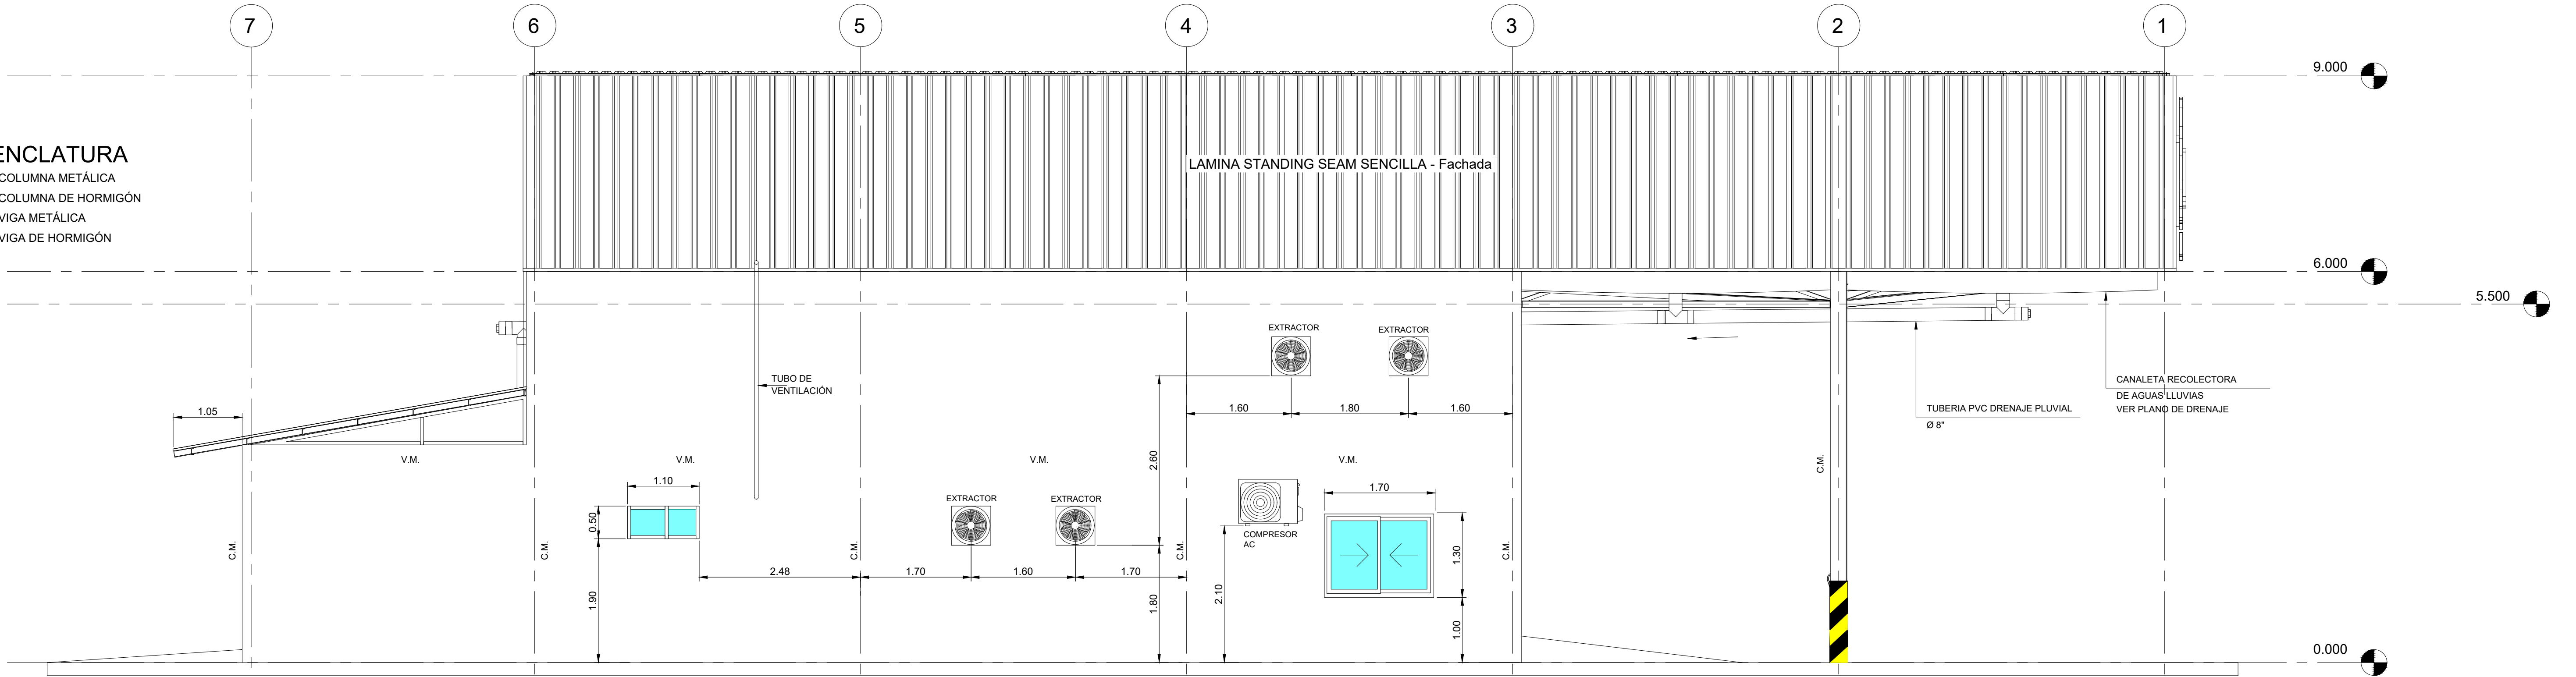 7
6
5
4
3
2
1
9.000
ENCLATURA
COLUMNA METÁLICA
COLUMNA DE HORMIGÓN
VIGA METÁLICA
VIGA DE HORMIGÓN
LAMINA STANDING SEAM SENCILLA - Fachada
6.000
5.500
EXTRACTOR
EXTRACTOR
TUBO DE
VENTILACIÓN
CANALETA RECOLECTORA
DE AGUAS LLUVIAS
VER PLANO DE DRENAJE
TUBERIA PVC DRENAJE PLUVIAL
Ø 8"
1.05
1.60
1.80
1.60
V.M.
V.M.
V.M.
V.M.
2.60
C.M.
1.10
1.70
EXTRACTOR
EXTRACTOR
0.50
COMPRESOR
AC
C.M.
C.M.
C.M.
C.M.
C.M.
1.30
2.48
1.70
1.60
1.70
1.90
1.80
2.10
1.00
0.000